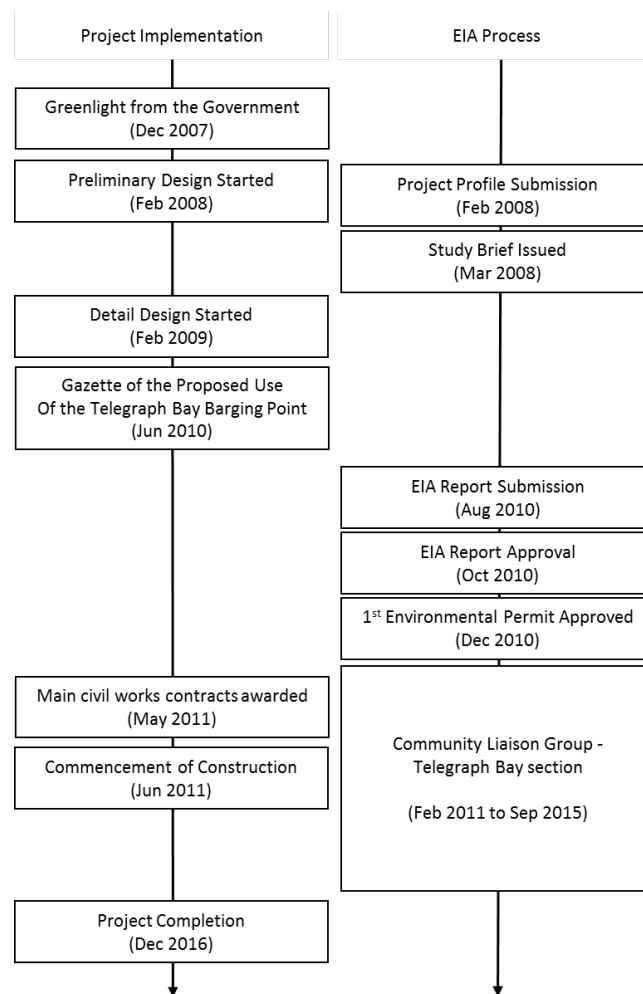 Project Implementation
EIA Process
Greenlight from the Government
(Dec 2007)
Preliminary Design Started
(Feb 2008)
Project Profile Submission
(Feb 2008)
Study Brief Issued
(Mar 2008)
Detail Design Started
(Feb 2009)
Gazette of the Proposed Use
Of the Telegraph Bay Barging Point
(Jun 2010)
EIA Report Submission
(Aug 2010)
EIA Report Approval
(Oct 2010)
1st Environmental Permit Approved
(Dec 2010)
Main civil works contracts awarded
(May 2011)
Commencement of Construction
(Jun 2011)
Community Liaison Group -
Telegraph Bay section
(Feb 2011 to Sep 2015)
Project Completion
(Dec 2016)